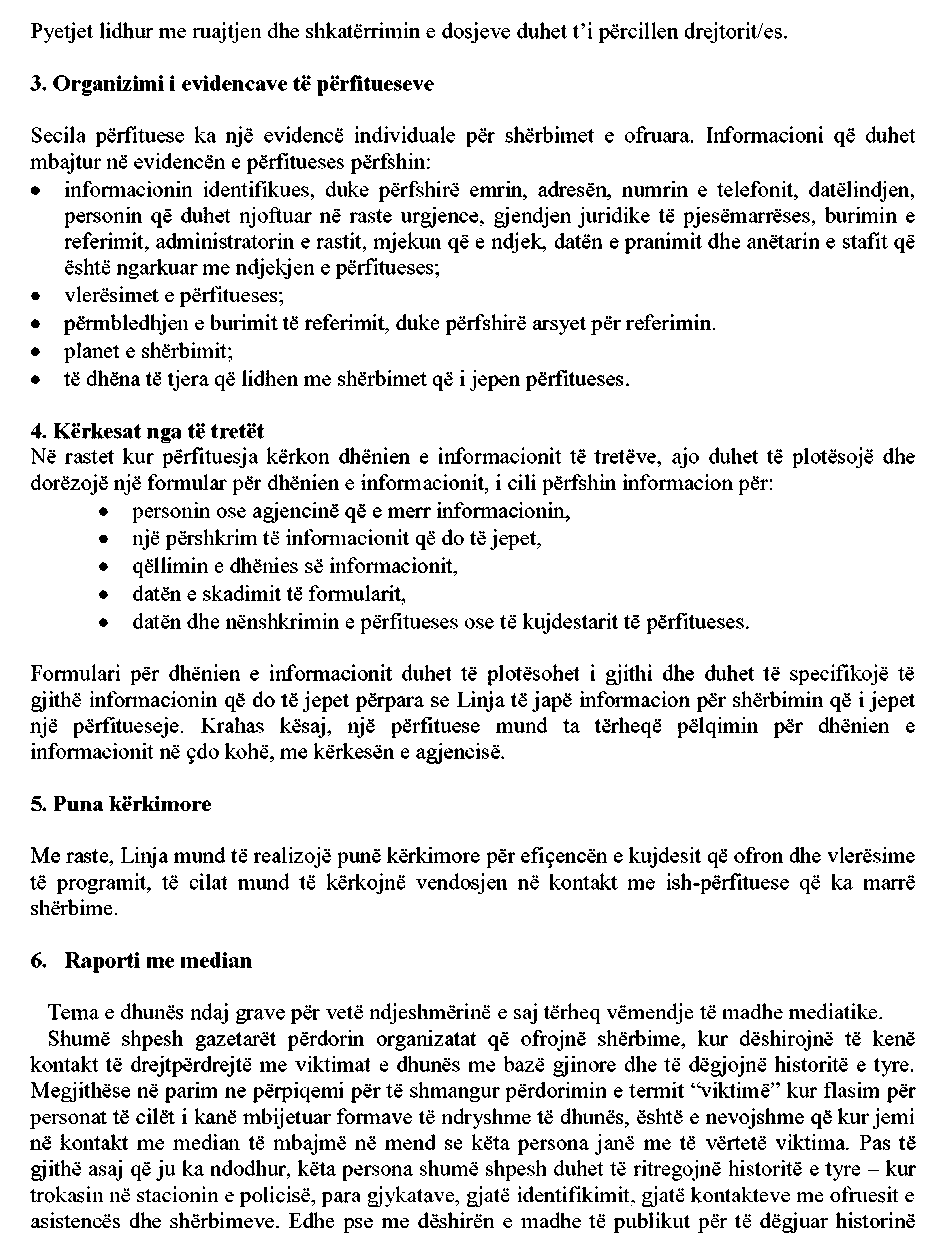 Pyetjet lidhur me ruajtjen dhe shkatërrimin e dosjeve duhet t’i përcillen drejtorit/es.
3. Organizimi i evidencave të përfitueseve
Secila përfituese ka një evidencë individuale për shërbimet e ofruara. Informacioni që duhet
mbajtur në evidencën e përfitueses përfshin:
• informacionin identifikues, duke përfshirë emrin, adresën, numrin e telefonit, datëlindjen,
personin që duhet njoftuar në raste urgjence, gjendjen juridike të pjesëmarrëses, burimin e
referimit, administratorin e rastit, mjekun që e ndjek, datën e pranimit dhe anëtarin e stafit që
është ngarkuar me ndjekjen e përfitueses;
• vlerësimet e përfitueses;
• përmbledhjen e burimit të referimit, duke përfshirë arsyet për referimin.
• planet e shërbimit;
• të dhëna të tjera që lidhen me shërbimet që i jepen përfitueses.
4. Kërkesat nga të tretët
Në rastet kur përfituesja kërkon dhënien e informacionit të tretëve, ajo duhet të plotësojë dhe
dorëzojë një formular për dhënien e informacionit, i cili përfshin informacion për:
• personin ose agjencinë që e merr informacionin,
• një përshkrim të informacionit që do të jepet,
• qëllimin e dhënies së informacionit,
• datën e skadimit të formularit,
• datën dhe nënshkrimin e përfitueses ose të kujdestarit të përfitueses.
Formulari për dhënien e informacionit duhet të plotësohet i gjithi dhe duhet të specifikojë të
gjithë informacionin që do të jepet përpara se Linja të japë informacion për shërbimin që i jepet
një përfitueseje. Krahas kësaj, një përfituese mund ta tërheqë pëlqimin për dhënien e
informacionit në çdo kohë, me kërkesën e agjencisë.
5. Puna kërkimore
Me raste, Linja mund të realizojë punë kërkimore për efiçencën e kujdesit që ofron dhe vlerësime
të programit, të cilat mund të kërkojnë vendosjen në kontakt me ish-përfituese që ka marrë
shërbime.
6. Raporti me median
Tema e dhunës ndaj grave për vetë ndjeshmërinë e saj tërheq vëmendje të madhe mediatike.
Shumë shpesh gazetarët përdorin organizatat që ofrojnë shërbime, kur dëshirojnë të kenë
kontakt të drejtpërdrejtë me viktimat e dhunës me bazë gjinore dhe të dëgjojnë historitë e tyre.
Megjithëse në parim ne përpiqemi për të shmangur përdorimin e termit “viktimë” kur flasim për
personat të cilët i kanë mbijetuar formave të ndryshme të dhunës, është e nevojshme që kur jemi
në kontakt me median të mbajmë në mend se këta persona janë me të vërtetë viktima. Pas të
gjithë asaj që ju ka ndodhur, këta persona shumë shpesh duhet të ritregojnë historitë e tyre – kur
trokasin në stacionin e policisë, para gjykatave, gjatë identifikimit, gjatë kontakteve me ofruesit e
asistencës dhe shërbimeve. Edhe pse me dëshirën e madhe të publikut për të dëgjuar historinë